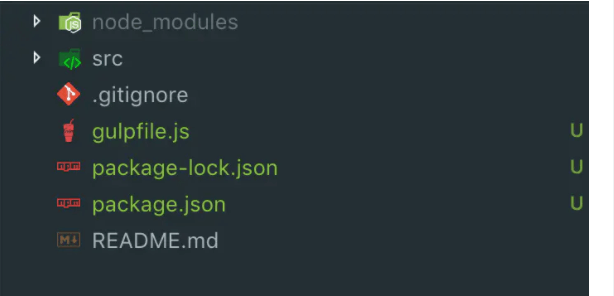 node_modules
src
.gitignore
gulpfile.js U
package-lock.json U
package.json U
README.md